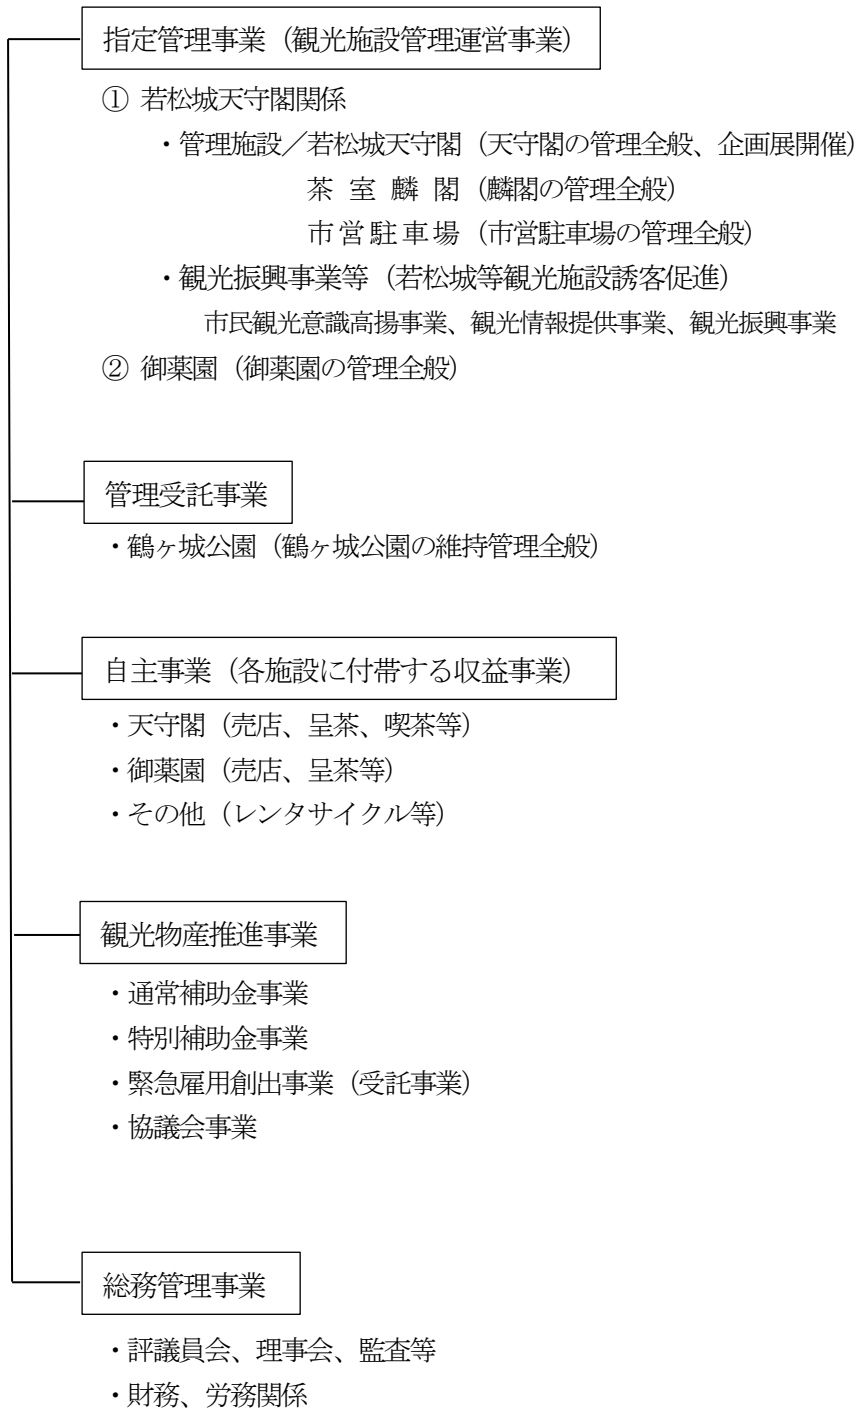 指定管理事業（観光施設管理運営事業）
① 若松城天守閣関係
・管理施設／若松城天守閣（天守閣の管理全般、企画展開催）
茶 室 麟 閣（麟閣の管理全般）
市営駐車場（市営駐車場の管理全般）
・観光振興事業等（若松城等観光施設誘客促進）
市民観光意識高揚事業、観光情報提供事業、観光振興事業
② 御薬園（御薬園の管理全般）
管理受託事業
・鶴ヶ城公園（鶴ヶ城公園の維持管理全般）
自主事業（各施設に付帯する収益事業）
・天守閣（売店、呈茶、喫茶等）
・御薬園（売店、呈茶等）
・その他（レンタサイクル等）
観光物産推進事業
・通常補助金事業
・特別補助金事業
・緊急雇用創出事業（受託事業）
・協議会事業
総務管理事業
・評議員会、理事会、監査等
・財務、労務関係